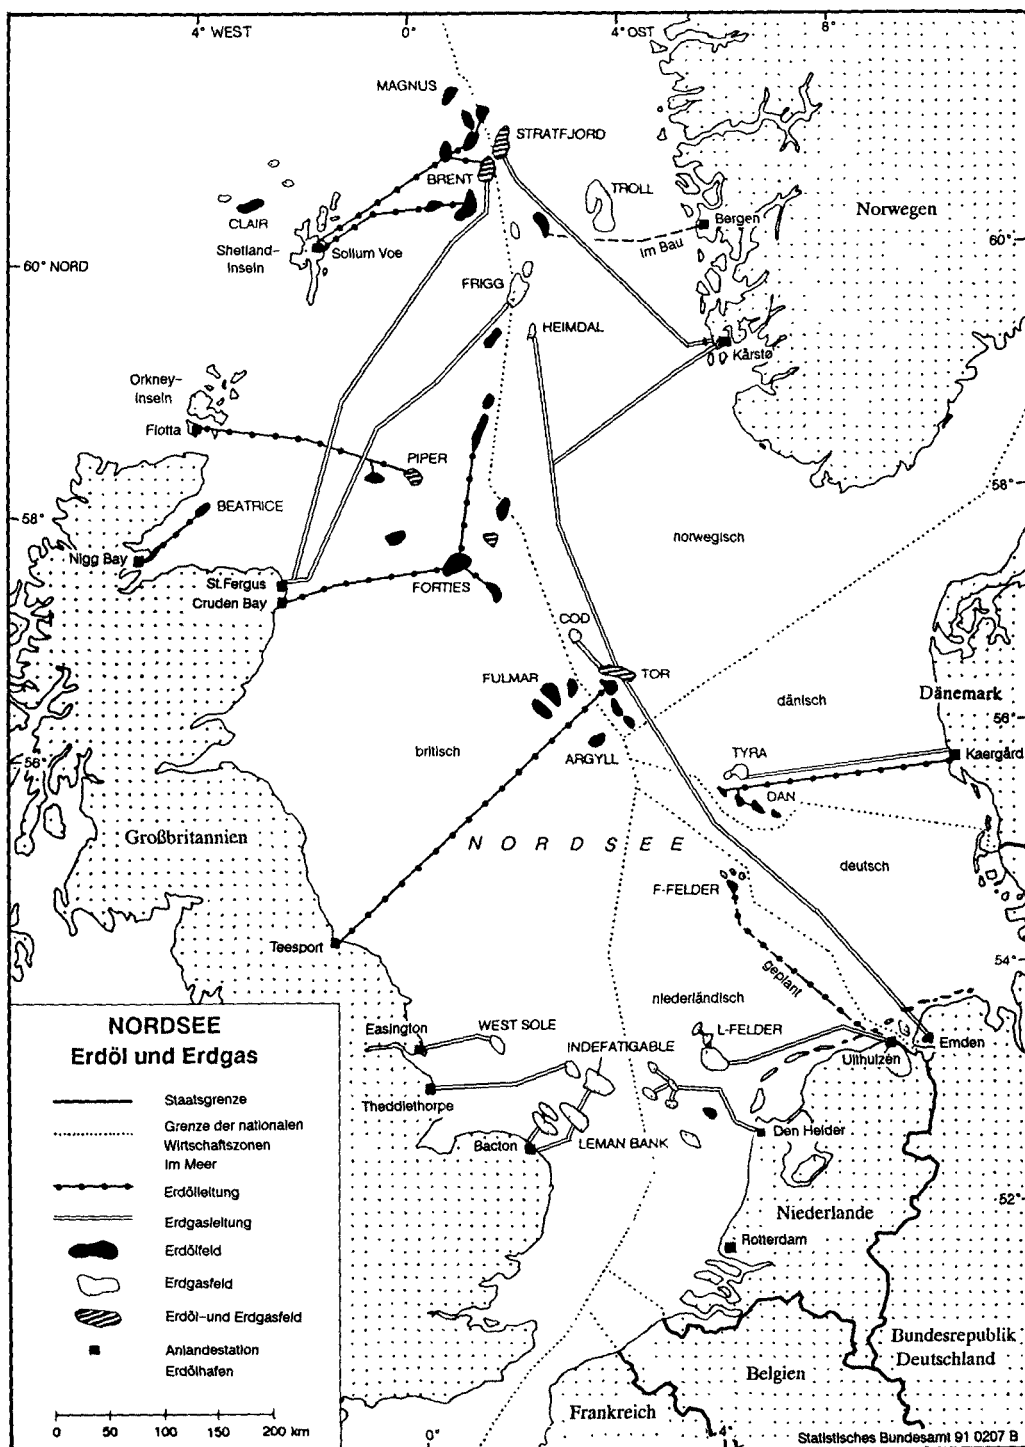 4° WEST
0°
4° OST
8°
MAGNUS
STRATFJORD
BRENT
TROLL
Norwegen
CLAIR
Bergen
im Bau
Shetland-
Inseln
Sollum Voe
60° NORD
60°
FRIGG
HEIMDAL
Kårstø
Orkney-
inseln
Flotta
PIPER
58°
BEATRICE
58°
norwegisch
Nigg Bay
St.Fergus
Cruden Bay
FORTIES
COD
FULMAR
TOR
dänisch
Dänemark
56°
britisch
ARGYLL
TYRA
Kaergård
56°
DAN
Großbritannien
NORDSEE
deutsch
F-FELDER
Teesport
geplant
54°
niederländisch
NORDSEE
Erdöl und Erdgas
Easington
WEST SOLE
L-FELDER
INDEFATIGABLE
Uithuizen
Emden
Theddlethorpe
Den Helder
Bacton
LEMAN BANK
52°
Niederlande
Rotterdam
Staatsgrenze
Grenze der nationalen
Wirtschaftszonen
im Meer
Erdölleitung
Erdgasleitung
Erdölfeld
Erdgasfeld
Erdöl-und Erdgasfeld
Anlandestation
Erdölhafen
0 50 100 150 200 km
Bundesrepublik
Deutschland
Belgien
Frankreich
0°
4°
Statistisches Bundesamt 91 0207 B